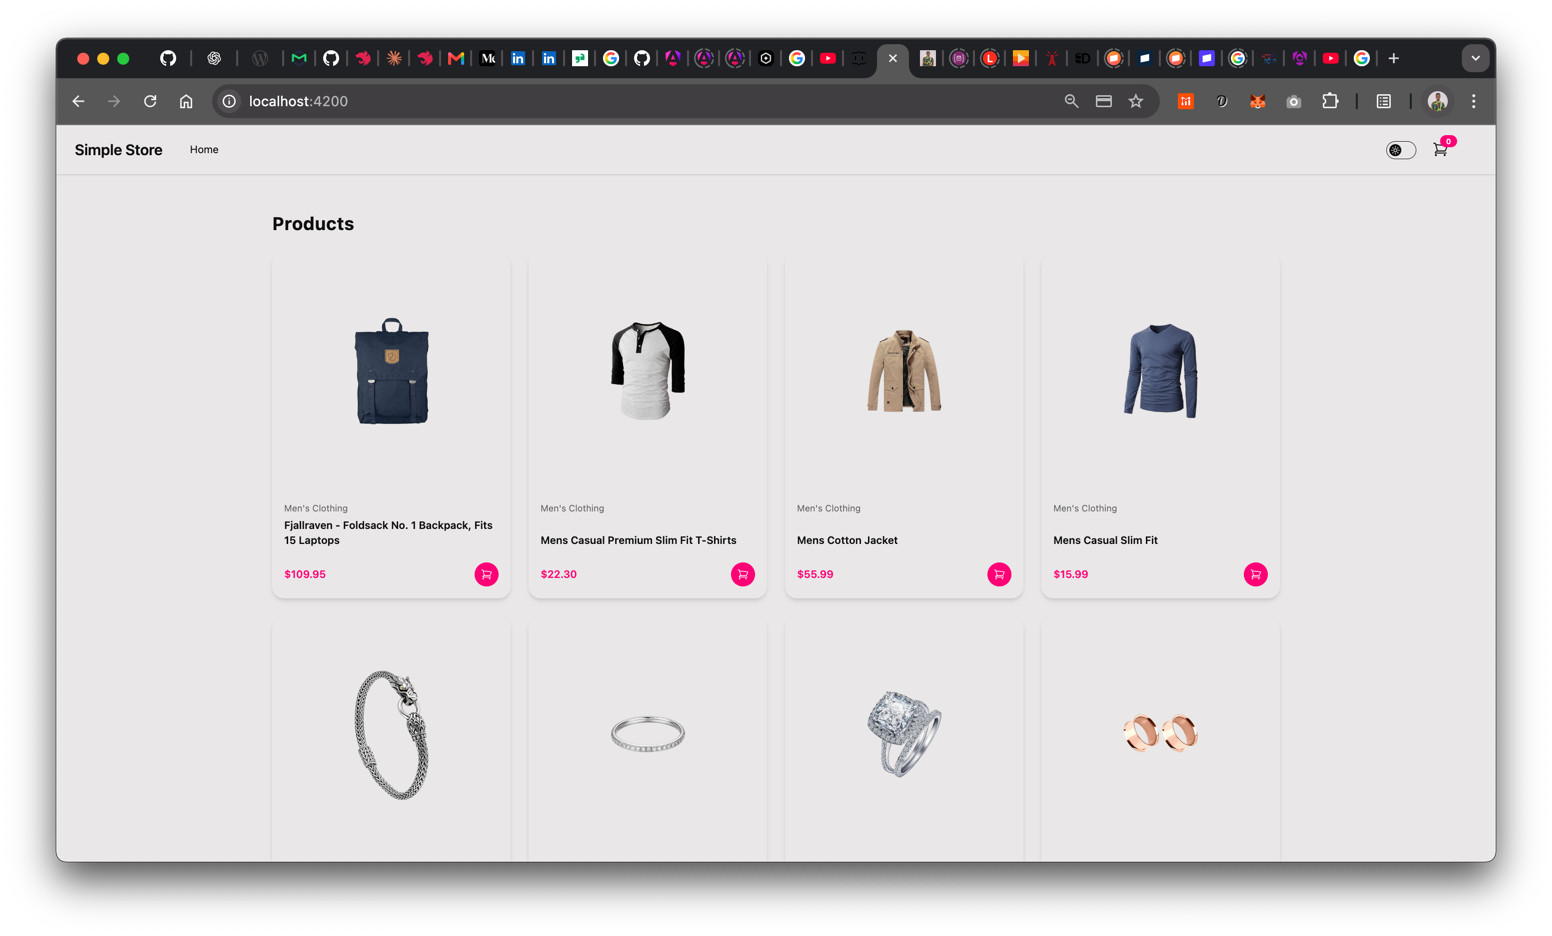 localhost:4200
Simple Store
Home
0
Products
Men's Clothing
Fjallraven - Foldsack No. 1 Backpack, Fits
15 Laptops
$109.95
Men's Clothing
Mens Casual Premium Slim Fit T-Shirts
$22.30
Men's Clothing
Mens Cotton Jacket
$55.99
Men's Clothing
Mens Casual Slim Fit
$15.99